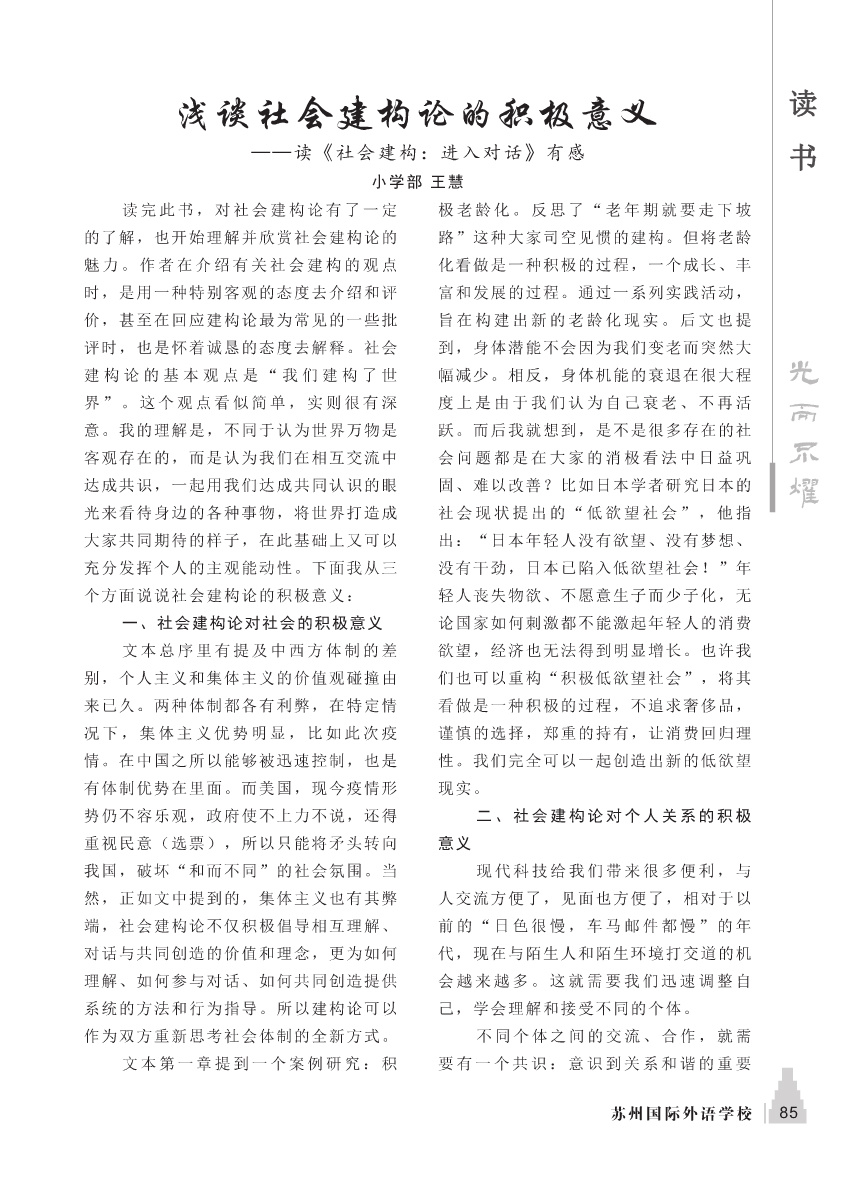 浅谈社会建构论的积极意义
——读《社会建构：进入对话》有感
小学部 王慧
读完此书，对社会建构论有了一定
的了解，也开始理解并欣赏社会建构论的
魅力。作者在介绍有关社会建构的观点
时，是用一种特别客观的态度去介绍和评
价，甚至在回应建构论最为常见的一些批
评时，也是怀着诚恳的态度去解释。社会
建构论的基本观点是“我们建构了世
界”。这个观点看似简单，实则很有深
意。我的理解是，不同于认为世界万物是
客观存在的，而是认为我们在相互交流中
达成共识，一起用我们达成共同认识的眼
光来看待身边的各种事物，将世界打造成
大家共同期待的样子，在此基础上又可以
充分发挥个人的主观能动性。下面我从三
个方面说说社会建构论的积极意义：
一、社会建构论对社会的积极意义
文本总序里有提及中西方体制的差
别，个人主义和集体主义的价值观碰撞由
来已久。两种体制都各有利弊，在特定情
况下，集体主义优势明显，比如此次疫
情。在中国之所以能够被迅速控制，也是
有体制优势在里面。而美国，现今疫情形
势仍不容乐观，政府使不上力不说，还得
重视民意（选票），所以只能将矛头转向
我国，破坏“和而不同”的社会氛围。当
然，正如文中提到的，集体主义也有其弊
端，社会建构论不仅积极倡导相互理解、
对话与共同创造的价值和理念，更为如何
理解、如何参与对话、如何共同创造提供
系统的方法和行为指导。所以建构论可以
作为双方重新思考社会体制的全新方式。
文本第一章提到一个案例研究：积
极老龄化。反思了“老年期就要走下坡
路”这种大家司空见惯的建构。但将老龄
化看做是一种积极的过程，一个成长、丰
富和发展的过程。通过一系列实践活动，
旨在构建出新的老龄化现实。后文也提
到，身体潜能不会因为我们变老而突然大
幅减少。相反，身体机能的衰退在很大程
度上是由于我们认为自己衰老、不再活
跃。而后我就想到，是不是很多存在的社
会问题都是在大家的消极看法中日益巩
固、难以改善？比如日本学者研究日本的
社会现状提出的“低欲望社会”，他指
出：“日本年轻人没有欲望、没有梦想、
没有干劲，日本已陷入低欲望社会！”年
轻人丧失物欲、不愿意生子而少子化，无
论国家如何刺激都不能激起年轻人的消费
欲望，经济也无法得到明显增长。也许我
们也可以重构“积极低欲望社会”，将其
看做是一种积极的过程，不追求奢侈品，
谨慎的选择，郑重的持有，让消费回归理
性。我们完全可以一起创造出新的低欲望
现实。
二、社会建构论对个人关系的积极
意义
现代科技给我们带来很多便利，与
人交流方便了，见面也方便了，相对于以
前的“日色很慢，车马邮件都慢”的年
代，现在与陌生人和陌生环境打交道的机
会越来越多。这就需要我们迅速调整自
己，学会理解和接受不同的个体。
不同个体之间的交流、合作，就需
要有一个共识：意识到关系和谐的重要
读书
光而不耀
苏州国际外语学校
85